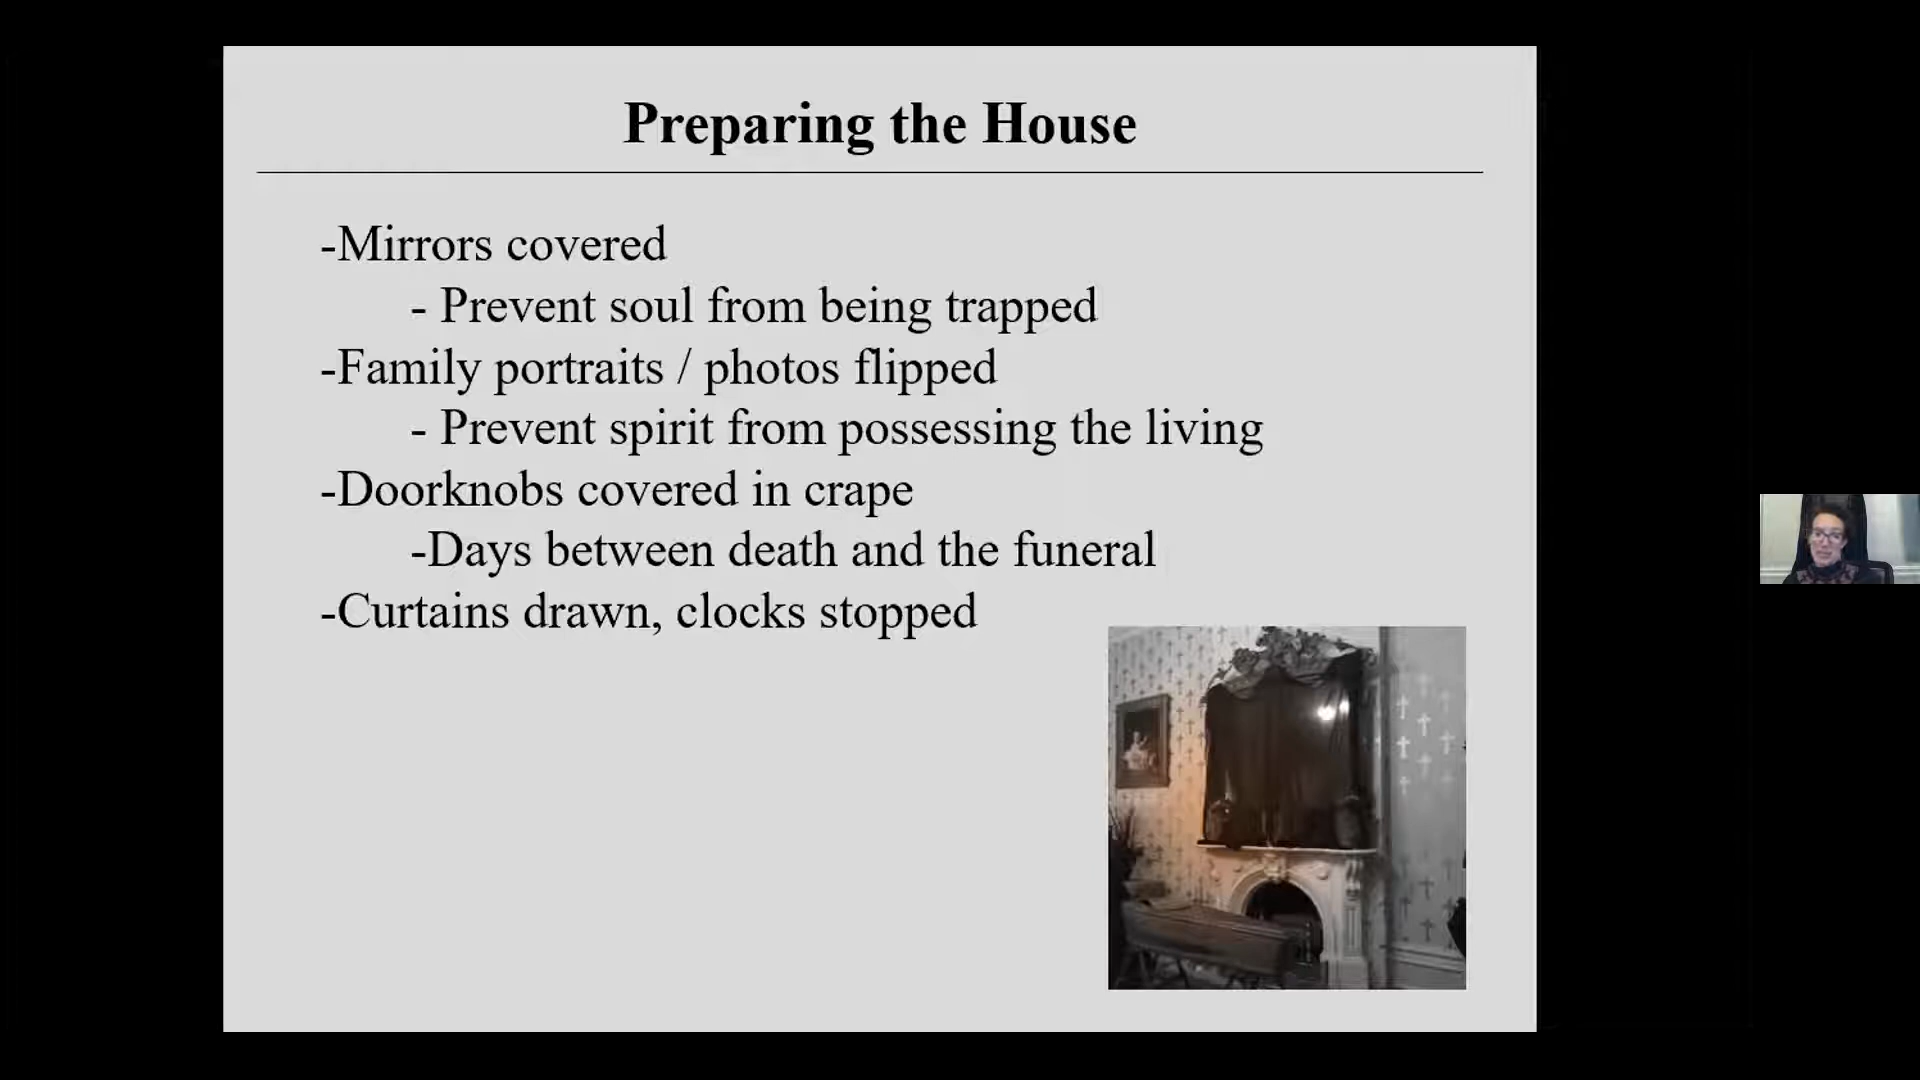 Preparing the House
-Mirrors covered
- Prevent soul from being trapped
-Family portraits / photos flipped
- Prevent spirit from possessing the living
-Doorknobs covered in crape
-Days between death and the funeral
-Curtains drawn, clocks stopped